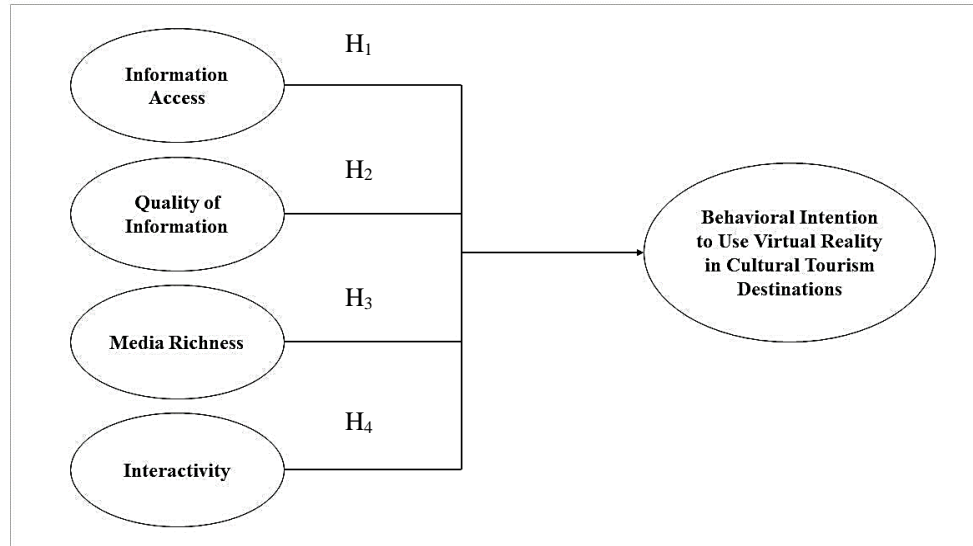 H₁
Information
Access
H₂
Quality of
Information
H₃
Media Richness
H₄
Interactivity
Behavioral Intention
to Use Virtual Reality
in Cultural Tourism
Destinations